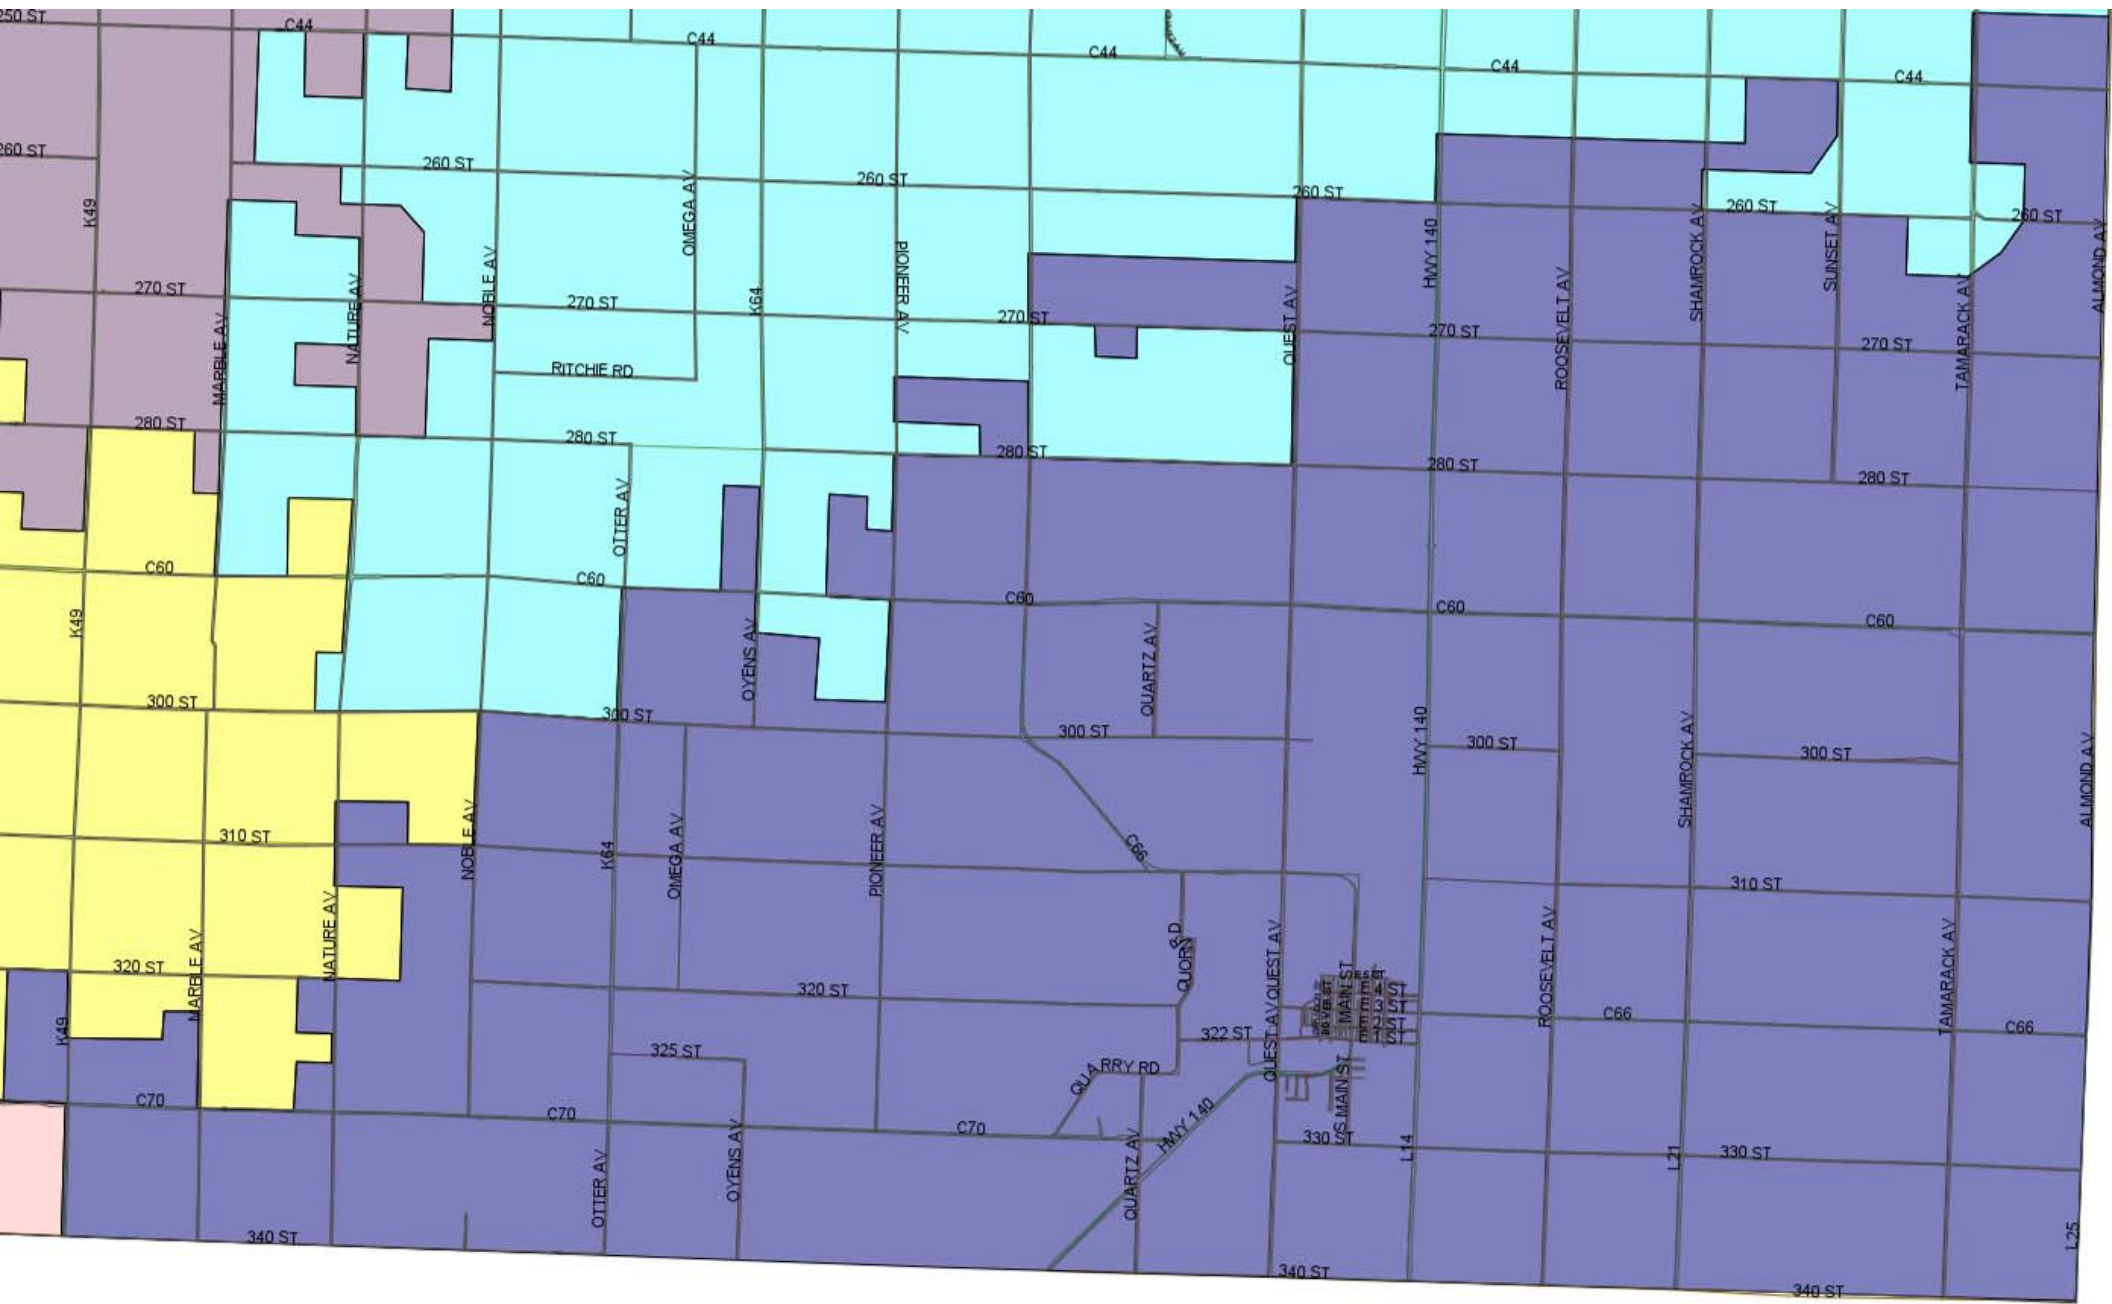 250 ST
C44
C44
C44
C44
C44
260 ST
260 ST
260 ST
260 ST
260 ST
260 ST
K49
OMEGA AV
NOBLE AV
PIONEER AV
HWY 140
SHAMROCK AV
SUNSET AV
ALMOND AV
270 ST
NATURE AV
270 ST
K64
270 ST
QUEST AV
270 ST
ROOSEVELT AV
270 ST
TAMARACK AV
MARBLE AV
RITCHIE RD
280 ST
280 ST
280 ST
280 ST
280 ST
OTTER AV
C60
C60
C60
C60
C60
K49
OYENS AV
QUARTZ AV
300 ST
300 ST
300 ST
300 ST
300 ST
HWY 140
SHAMROCK AV
ALMOND AV
310 ST
NOBLE AV
K64
OMEGA AV
PIONEER AV
C66
310 ST
320 ST
MARBLE AV
NATURE AV
320 ST
QUORN RD
QUEST AV
QUEST AV
MAIN ST
ROOSEVELT AV
C66
TAMARACK AV
C66
K49
322 ST
325 ST
QUARRY RD
S MAIN ST
C70
C70
C70
HWY 140
330 ST
L14
L21
330 ST
OTTER AV
OYENS AV
QUARTZ AV
340 ST
340 ST
340 ST
L25